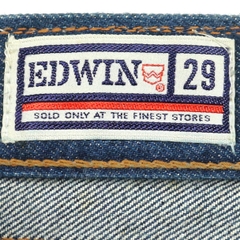 EDWIN ® 29
SOLD ONLY AT THE FINEST STORES